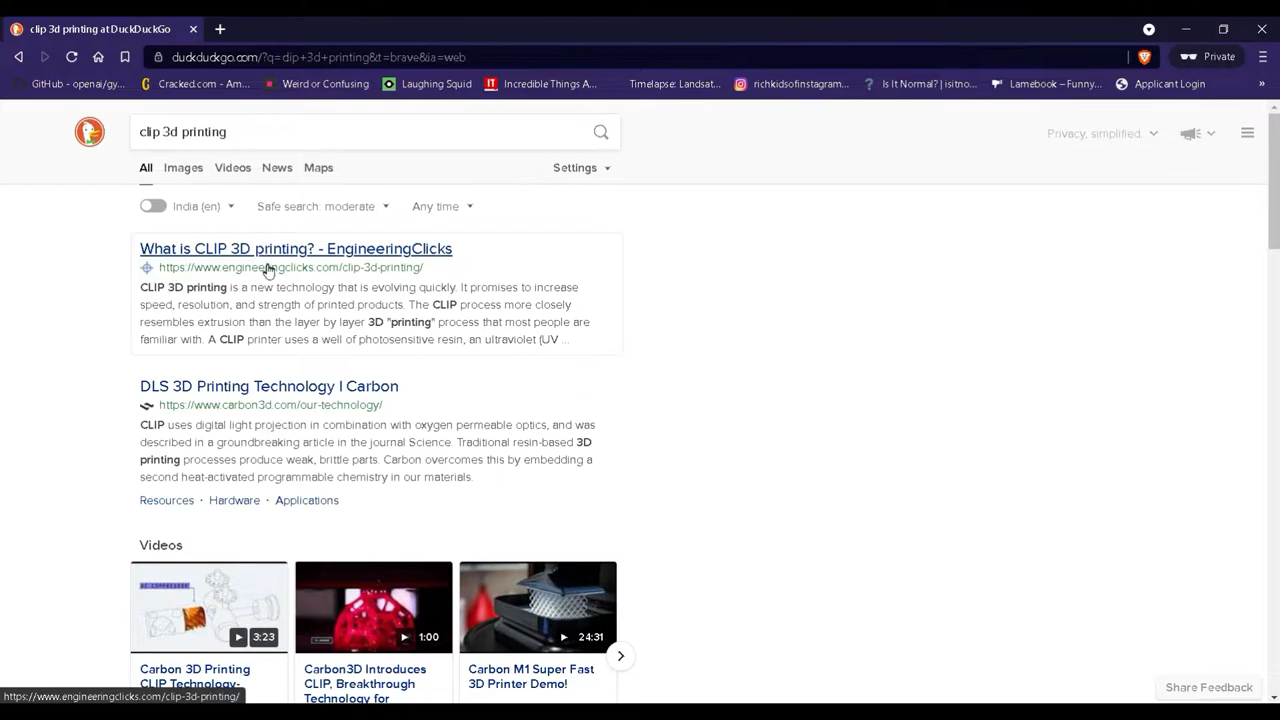 clip 3d printing at DuckDuckGo
duckduckgo.com/?q=clip+3d+printing&t=brave&ia=web
Private
GitHub - openai/gy...
Cracked.com - Am...
Weird or Confusing
Laughing Squid
Incredible Things A...
Timelapse: Landsat...
richkidsofinstagram...
Is It Normal? | isitno...
Lamebook – Funny,...
Applicant Login
clip 3d printing
Privacy, simplified.
All Images Videos News Maps Settings
India (en) Safe search: moderate Any time
What is CLIP 3D printing? - EngineeringClicks
https://www.engineeringclicks.com/clip-3d-printing/
CLIP 3D printing is a new technology that is evolving quickly. It promises to increase
speed, resolution, and strength of printed products. The CLIP process more closely
resembles extrusion than the layer by layer 3D "printing" process that most people are
familiar with. A CLIP printer uses a well of photosensitive resin, an ultraviolet (UV ...
DLS 3D Printing Technology | Carbon
https://www.carbon3d.com/our-technology/
CLIP uses digital light projection in combination with oxygen permeable optics, and was
described in a groundbreaking article in the journal Science. Traditional resin-based 3D
printing processes produce weak, brittle parts. Carbon overcomes this by embedding a
second heat-activated programmable chemistry in our materials.
Resources · Hardware · Applications
Videos
3:23
1:00
24:31
Carbon 3D Printing
CLIP Technology-
Carbon3D Introduces
CLIP, Breakthrough
Technology for
Carbon M1 Super Fast
3D Printer Demo!
https://www.engineeringclicks.com/clip-3d-printing/
Share Feedback